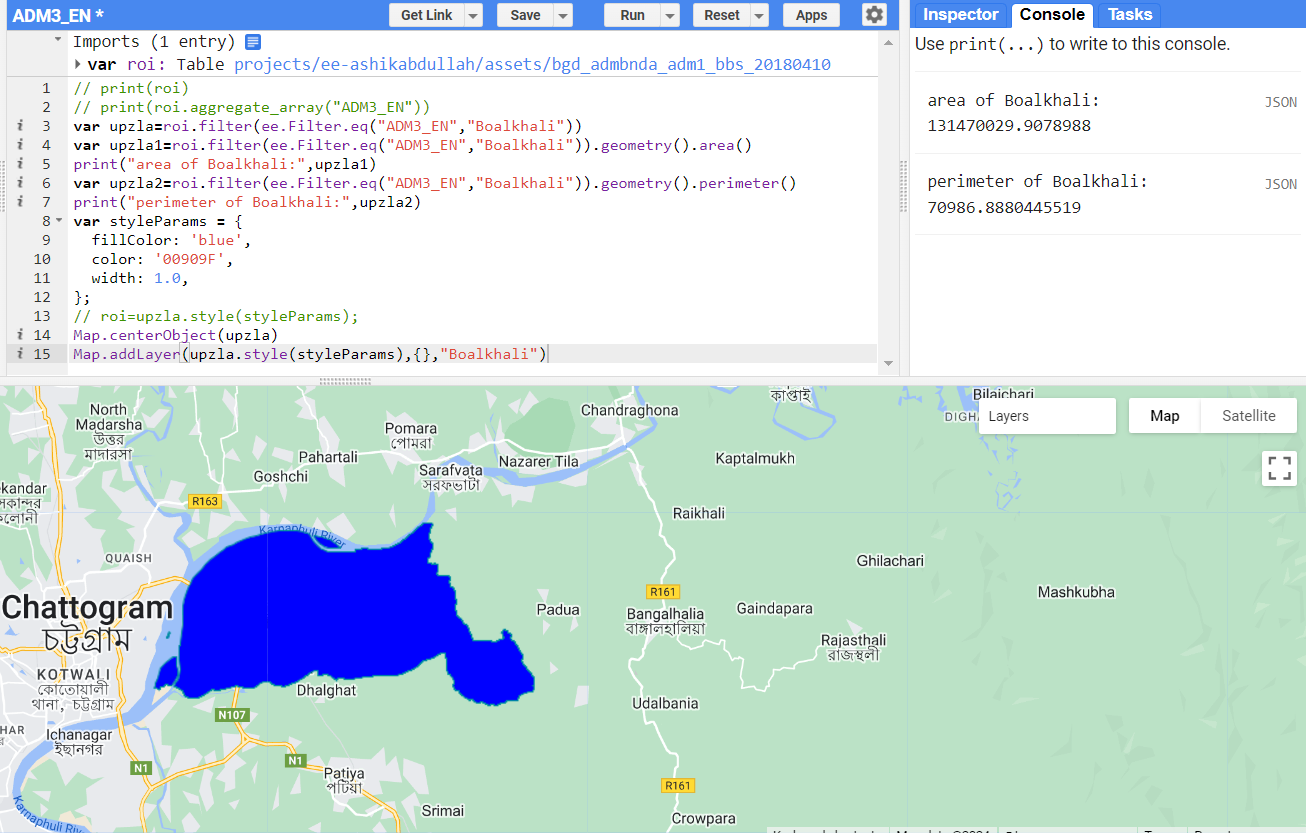 ADM3_EN *
Get Link
Save
Run
Reset
Apps
Inspector
Console
Tasks
Imports (1 entry)
var roi: Table projects/ee-ashikabdullah/assets/bgd_admbnda_adm1_bbs_20180410
1 // print(roi)
2 // print(roi.aggregate_array("ADM3_EN"))
3 var upzla=roi.filter(ee.Filter.eq("ADM3_EN","Boalkhali"))
4 var upzla1=roi.filter(ee.Filter.eq("ADM3_EN","Boalkhali")).geometry().area()
5 print("area of Boalkhali:",upzla1)
6 var upzla2=roi.filter(ee.Filter.eq("ADM3_EN","Boalkhali")).geometry().perimeter()
7 print("perimeter of Boalkhali:",upzla2)
8 var styleParams = {
9 fillColor: 'blue',
10 color: '00909F',
11 width: 1.0,
12 };
13 // roi=upzla.style(styleParams);
14 Map.centerObject(upzla)
15 Map.addLayer(upzla.style(styleParams),{},"Boalkhali")
Use print(...) to write to this console.
area of Boalkhali:
JSON
131470029.9078988
perimeter of Boalkhali:
JSON
70986.8880445519
Layers
Map
Satellite
North
Madarsha
উত্তর
মাদারসা
Chandraghona
কাপ্তাই
Bilaichari
Pomara
পোমরা
Pahartali
Goshchi
Sarafvata
সরফভাটা
Nazarer Tila
Kaptalmukh
R163
Raikhali
Karnaphuli River
QUAISH
Ghilachari
Mashkubha
R161
Chattogram
চট্টগ্রাম
Padua
Bangalhalia
বাঙ্গালহালিয়া
Gaindapara
Rajasthali
রাজস্থলী
KOTWALI
কোতোয়ালী
থানা, চট্টগ্রাম
Dhalghat
Udalbania
N107
Ichanagar
ইছানগর
N1
N1
Patiya
পটিয়া
R161
Srimai
Crowpara